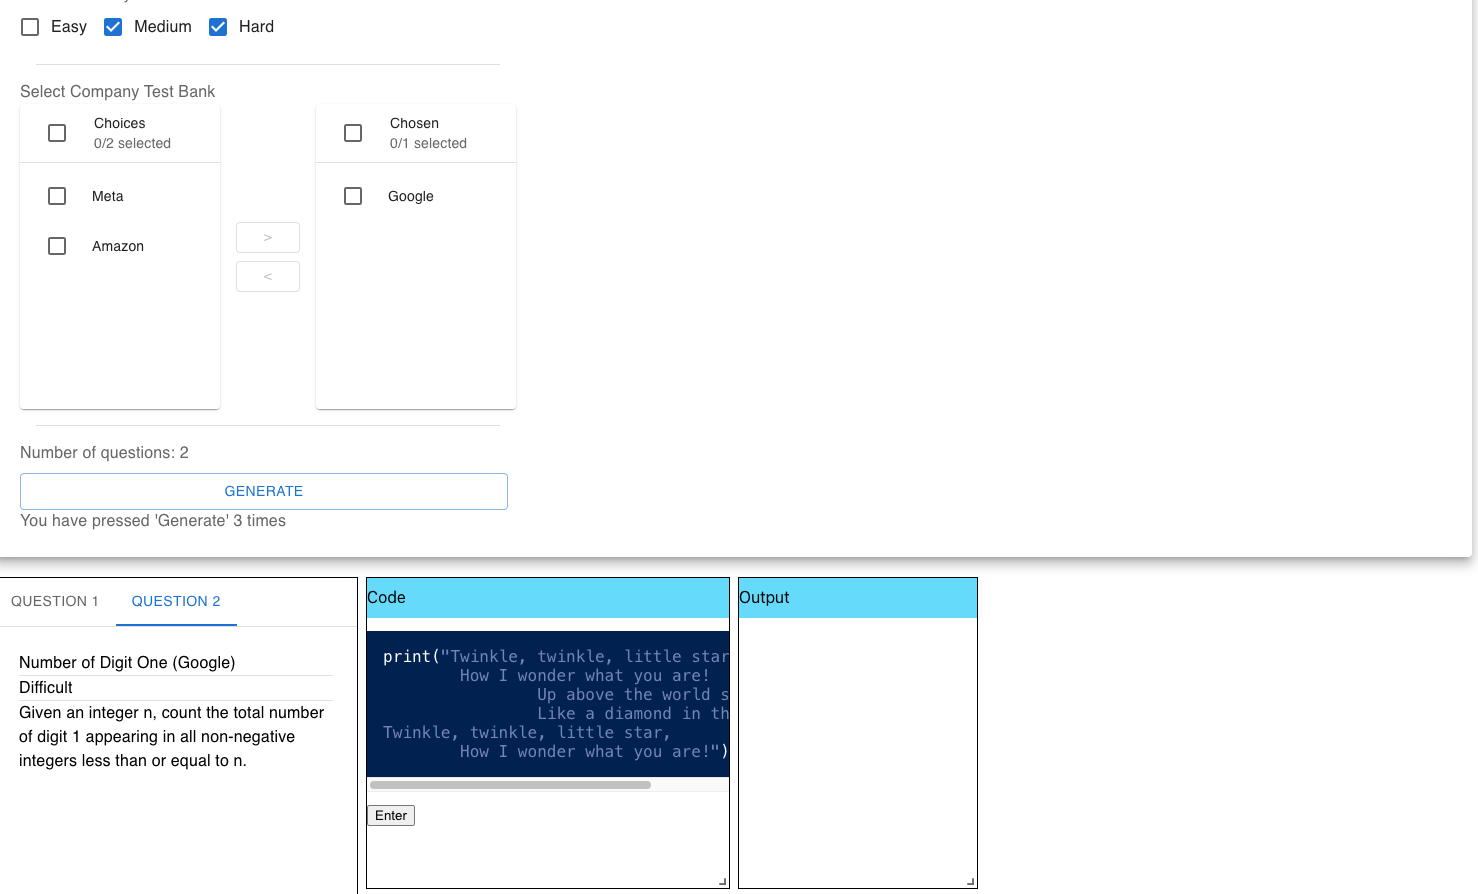 Easy Medium Hard
Select Company Test Bank
Choices
0/2 selected
Meta
Amazon
>
<
Chosen
0/1 selected
Google
Number of questions: 2
GENERATE
You have pressed 'Generate' 3 times
QUESTION 1 QUESTION 2
Number of Digit One (Google)
Difficult
Given an integer n, count the total number
of digit 1 appearing in all non-negative
integers less than or equal to n.
Code
print("Twinkle, twinkle, little star
How I wonder what you are!
Up above the world s
Like a diamond in th
Twinkle, twinkle, little star,
How I wonder what you are!")
Enter
Output